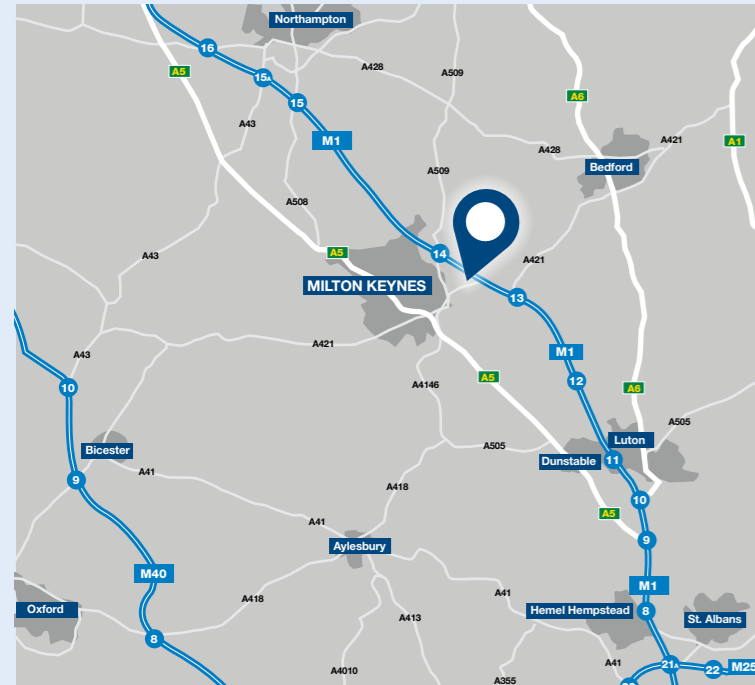 Northampton
16
A5
A428
A509
15A
A6
15
A43
M1
A421
A1
A428
Bedford
A509
A508
A43
A5
14
A421
MILTON KEYNES
13
A421
A43
M1
A4146
A5
12
10
A6
A505
Luton
Bicester
A505
Dunstable
11
A41
9
A418
10
A5
A41
9
Aylesbury
M40
M1
A41
A418
Oxford
A413
Hemel Hempstead
8
St. Albans
8
A41
21A
A4010
22
M25
A355